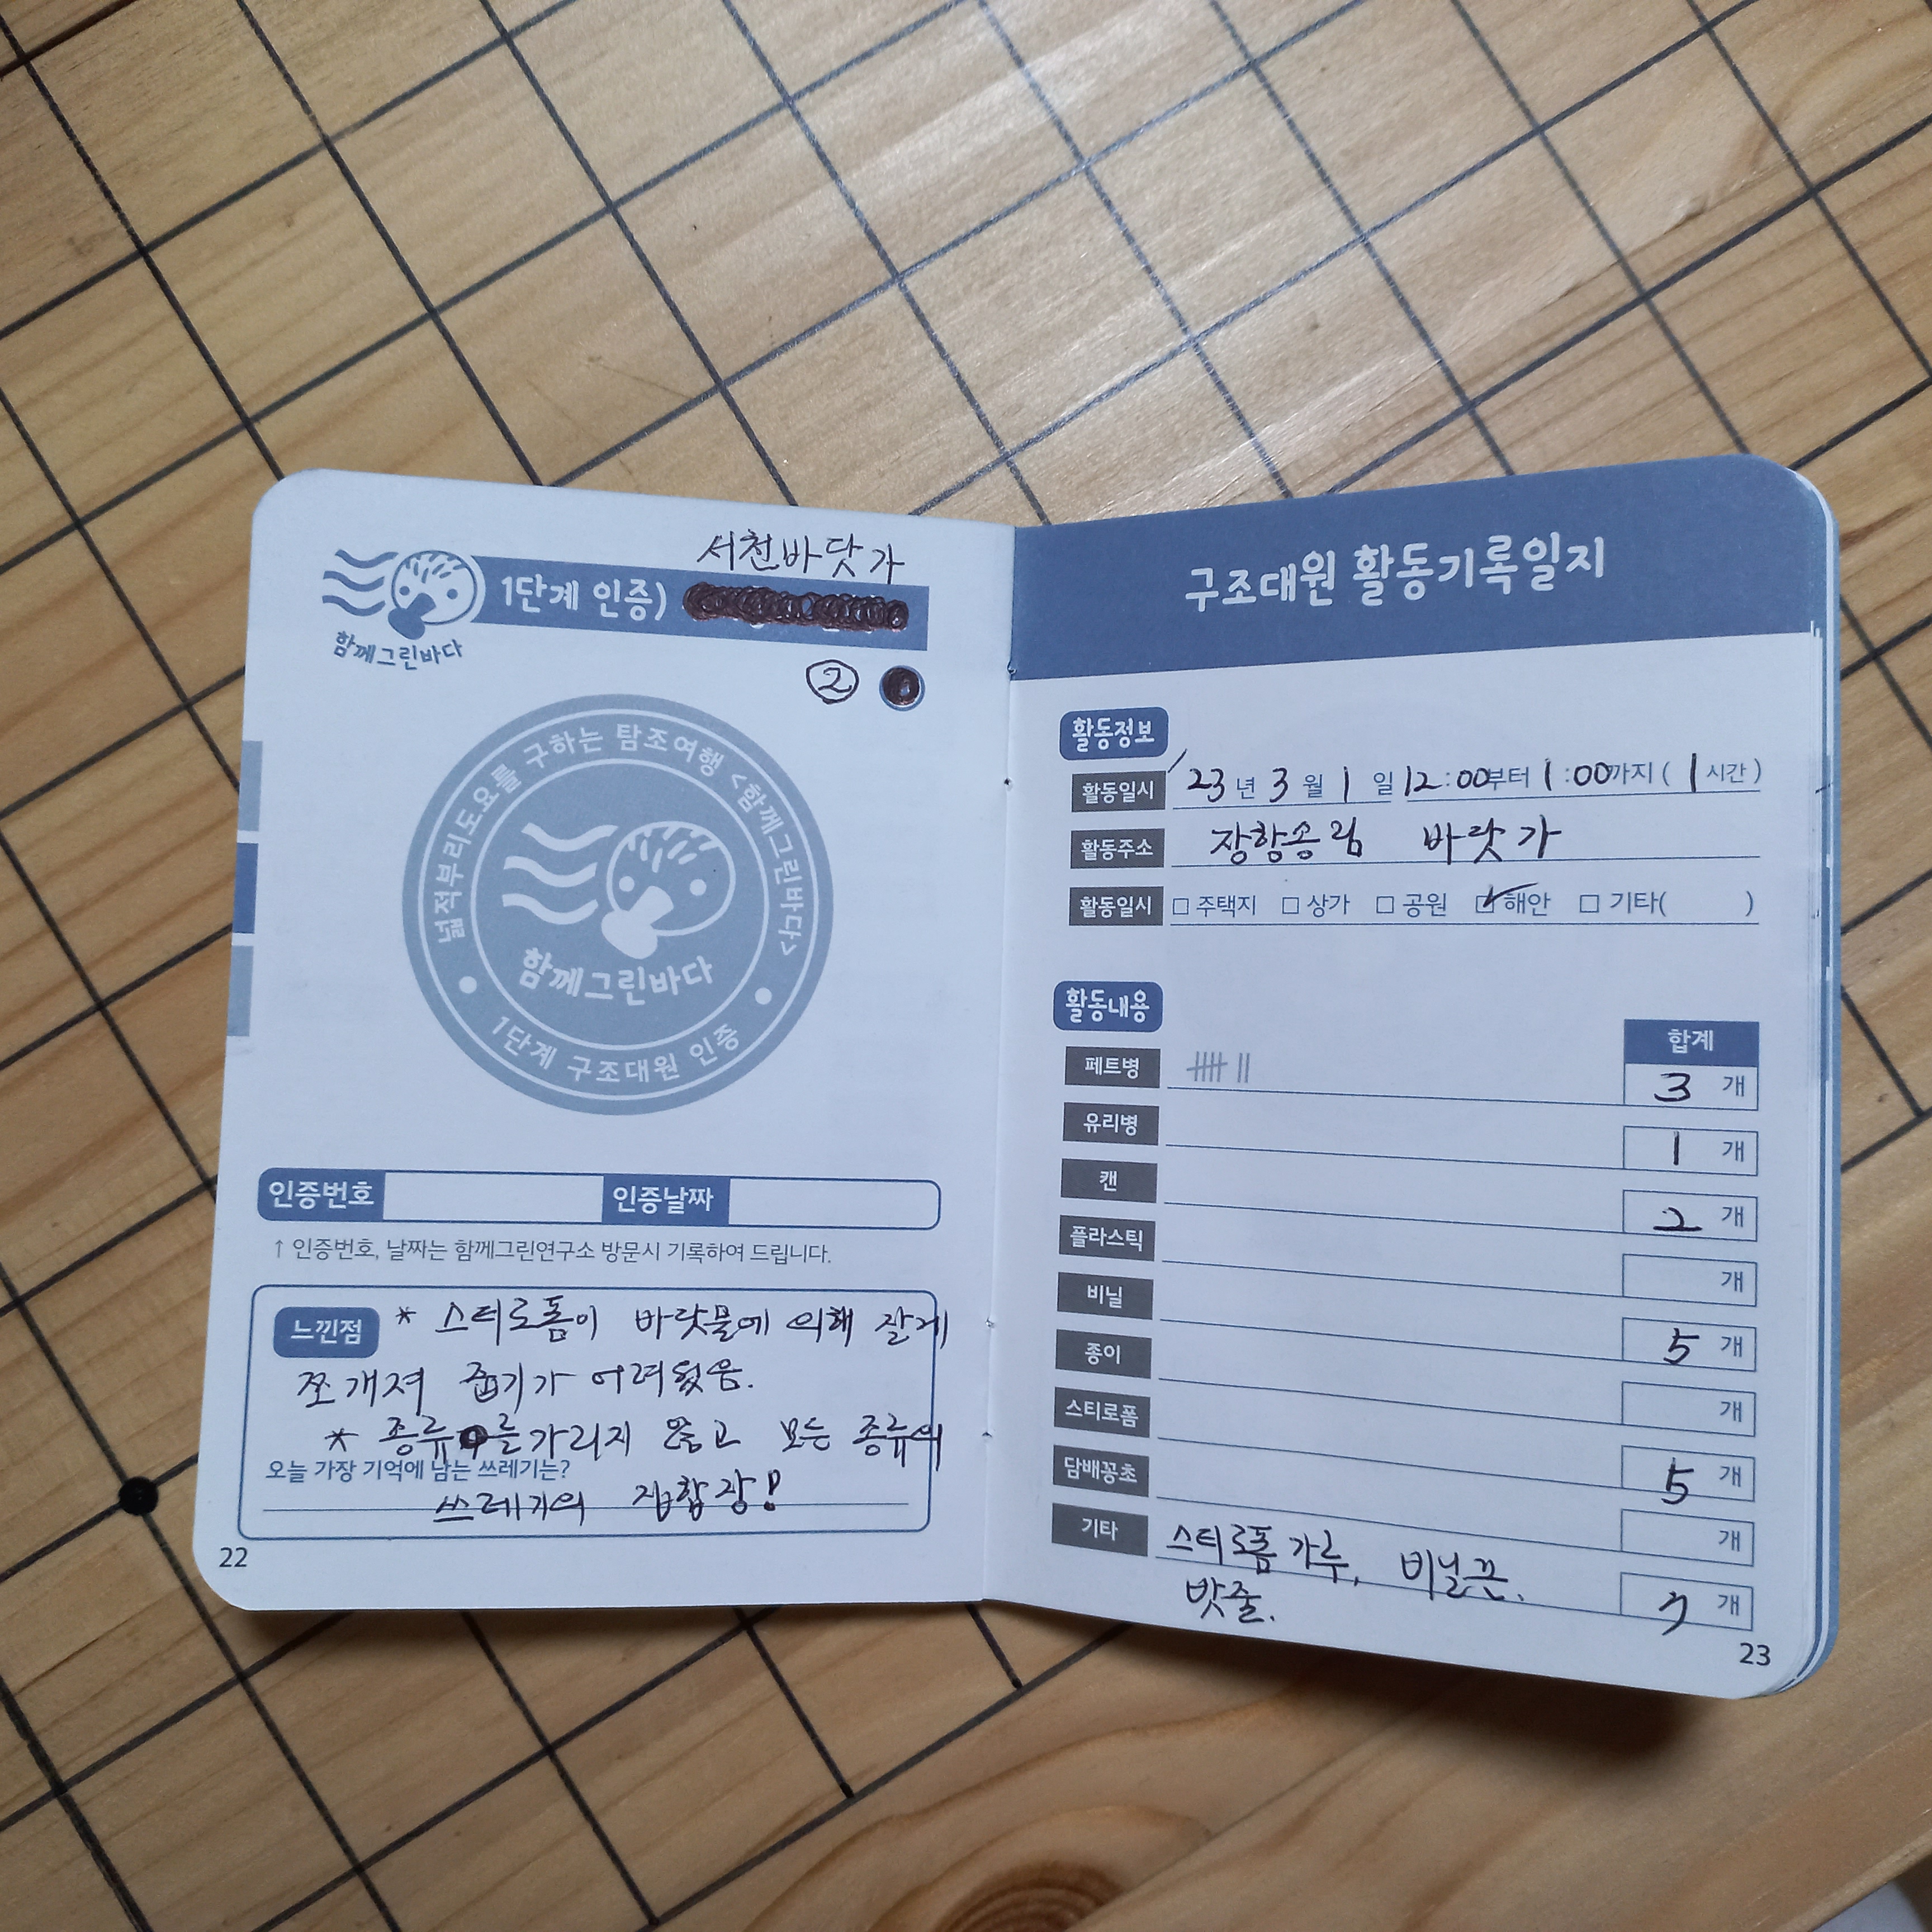 서천바닷가
1단계 인증)
함께그린바다
②
넓적부리도요를 구하는 탐조여행 <함께그린바다>
함께그린바다
1단계 구조대원 인증
인증번호 인증날짜
↑ 인증번호, 날짜는 함께그린연구소 방문시 기록하여 드립니다.
느낀점 * 스티로폼이 바닷물에 의해 잘게
쪼개져 줍기가 어려웠음.
* 종류를 가리지 않고 모든 종류의
오늘 가장 기억에 남는 쓰레기는?
쓰레기의 집합장!
22
구조대원 활동기록일지
활동정보
활동일시 23년 3월 1일 12:00부터 1:00까지 ( 1시간 )
활동주소 장항송림 바닷가
활동일시 □ 주택지 □ 상가 □ 공원 ☑ 해안 □ 기타( )
활동내용
합계
페트병 3 개
유리병 1 개
캔 2 개
플라스틱 개
비닐 5 개
종이 개
스티로폼 5 개
담배꽁초 개
기타 스티로폼 가루, 비닐끈,
밧줄. 개
23